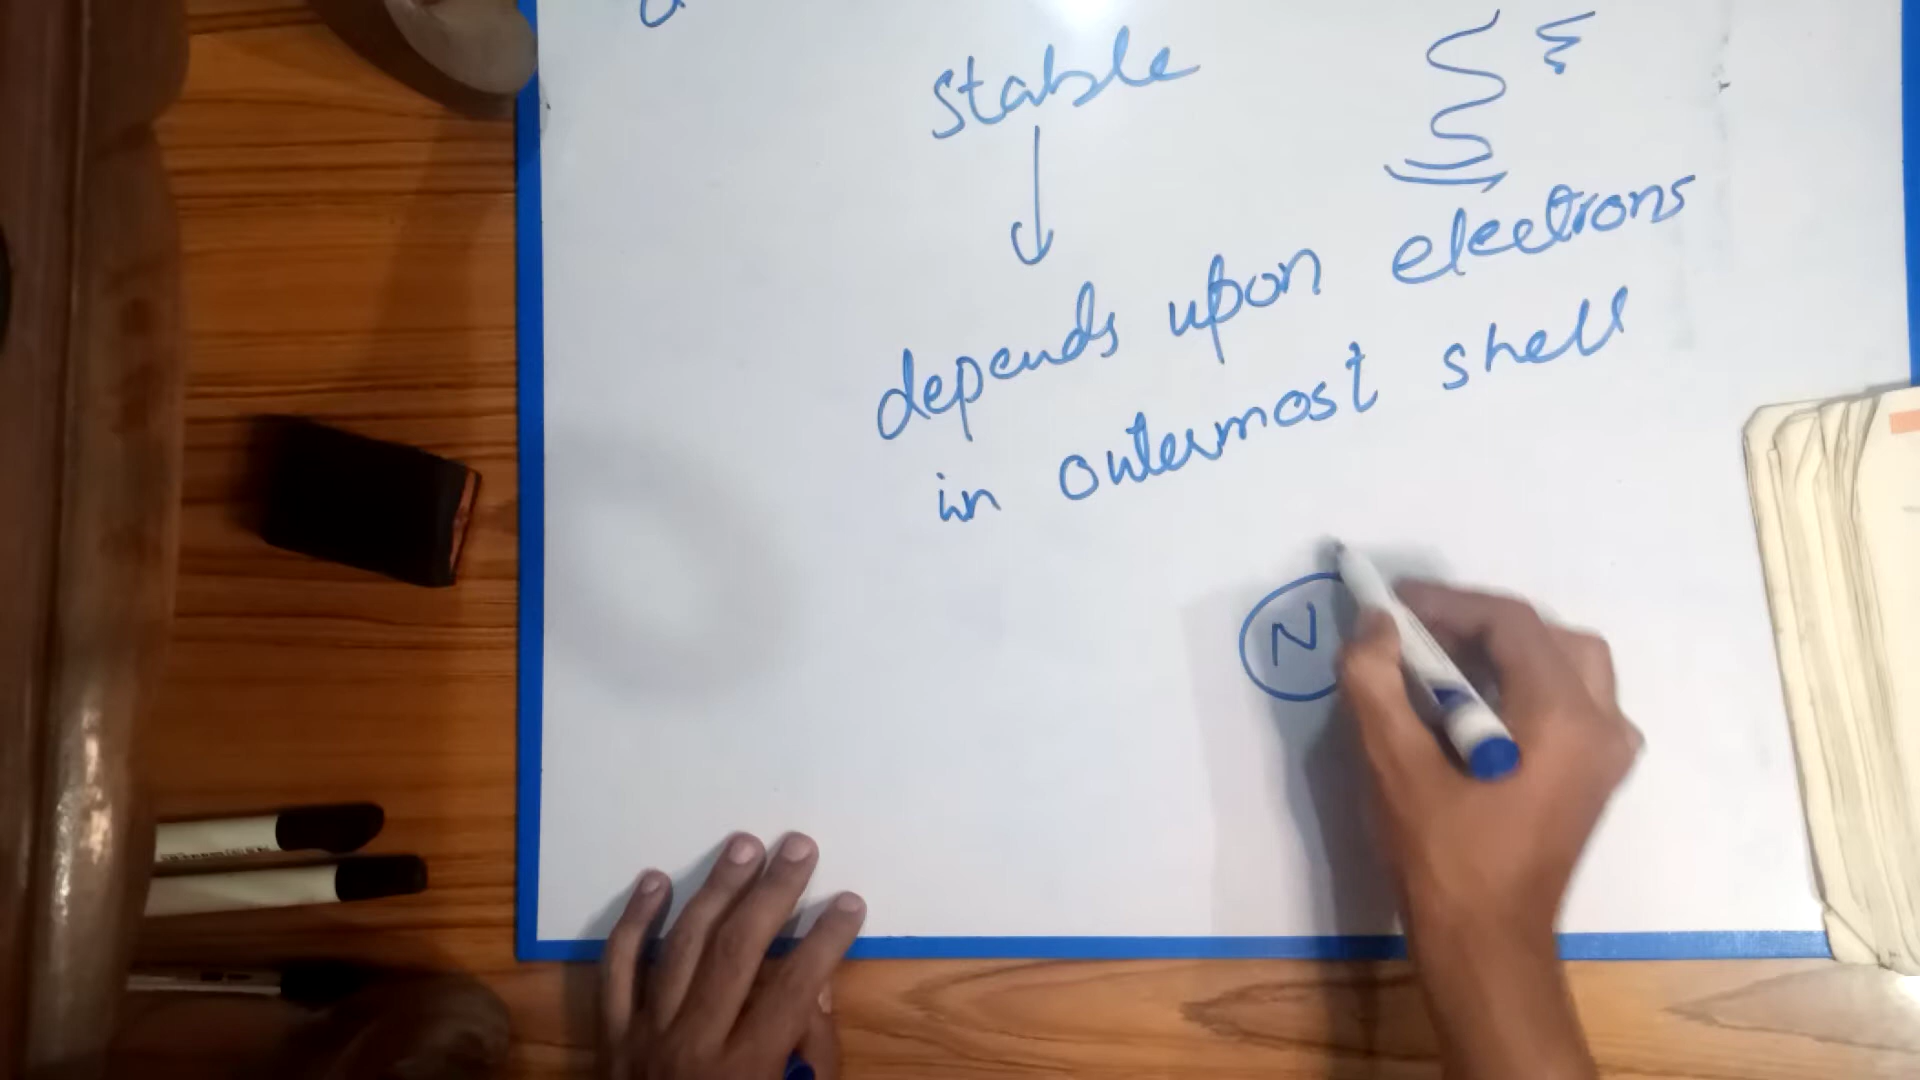 stable
depends upon electrons
in outermost shell
N